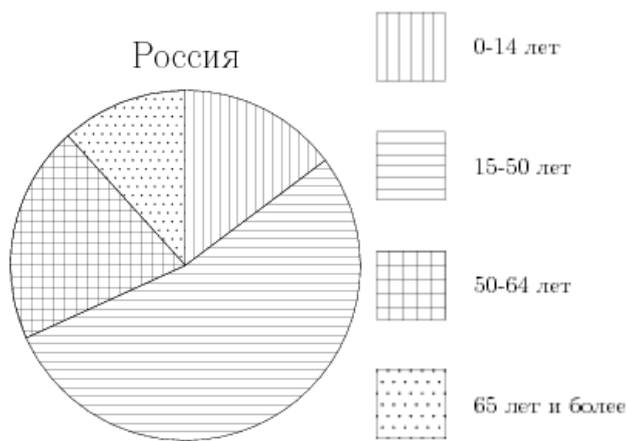 Россия
0-14 лет
15-50 лет
50-64 лет
65 лет и более